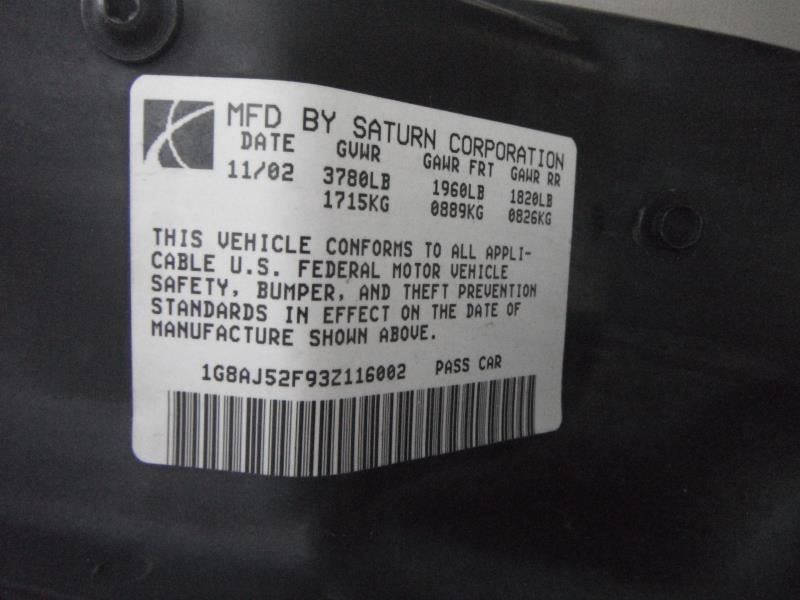 MFD BY SATURN CORPORATION
DATE GVWR GAWR FRT GAWR RR
11/02 3780LB 1960LB 1820LB
1715KG 0889KG 0826KG
THIS VEHICLE CONFORMS TO ALL APPLI-
CABLE U.S. FEDERAL MOTOR VEHICLE
SAFETY, BUMPER, AND THEFT PREVENTION
STANDARDS IN EFFECT ON THE DATE OF
MANUFACTURE SHOWN ABOVE.
1G8AJ52F93Z116002 PASS CAR